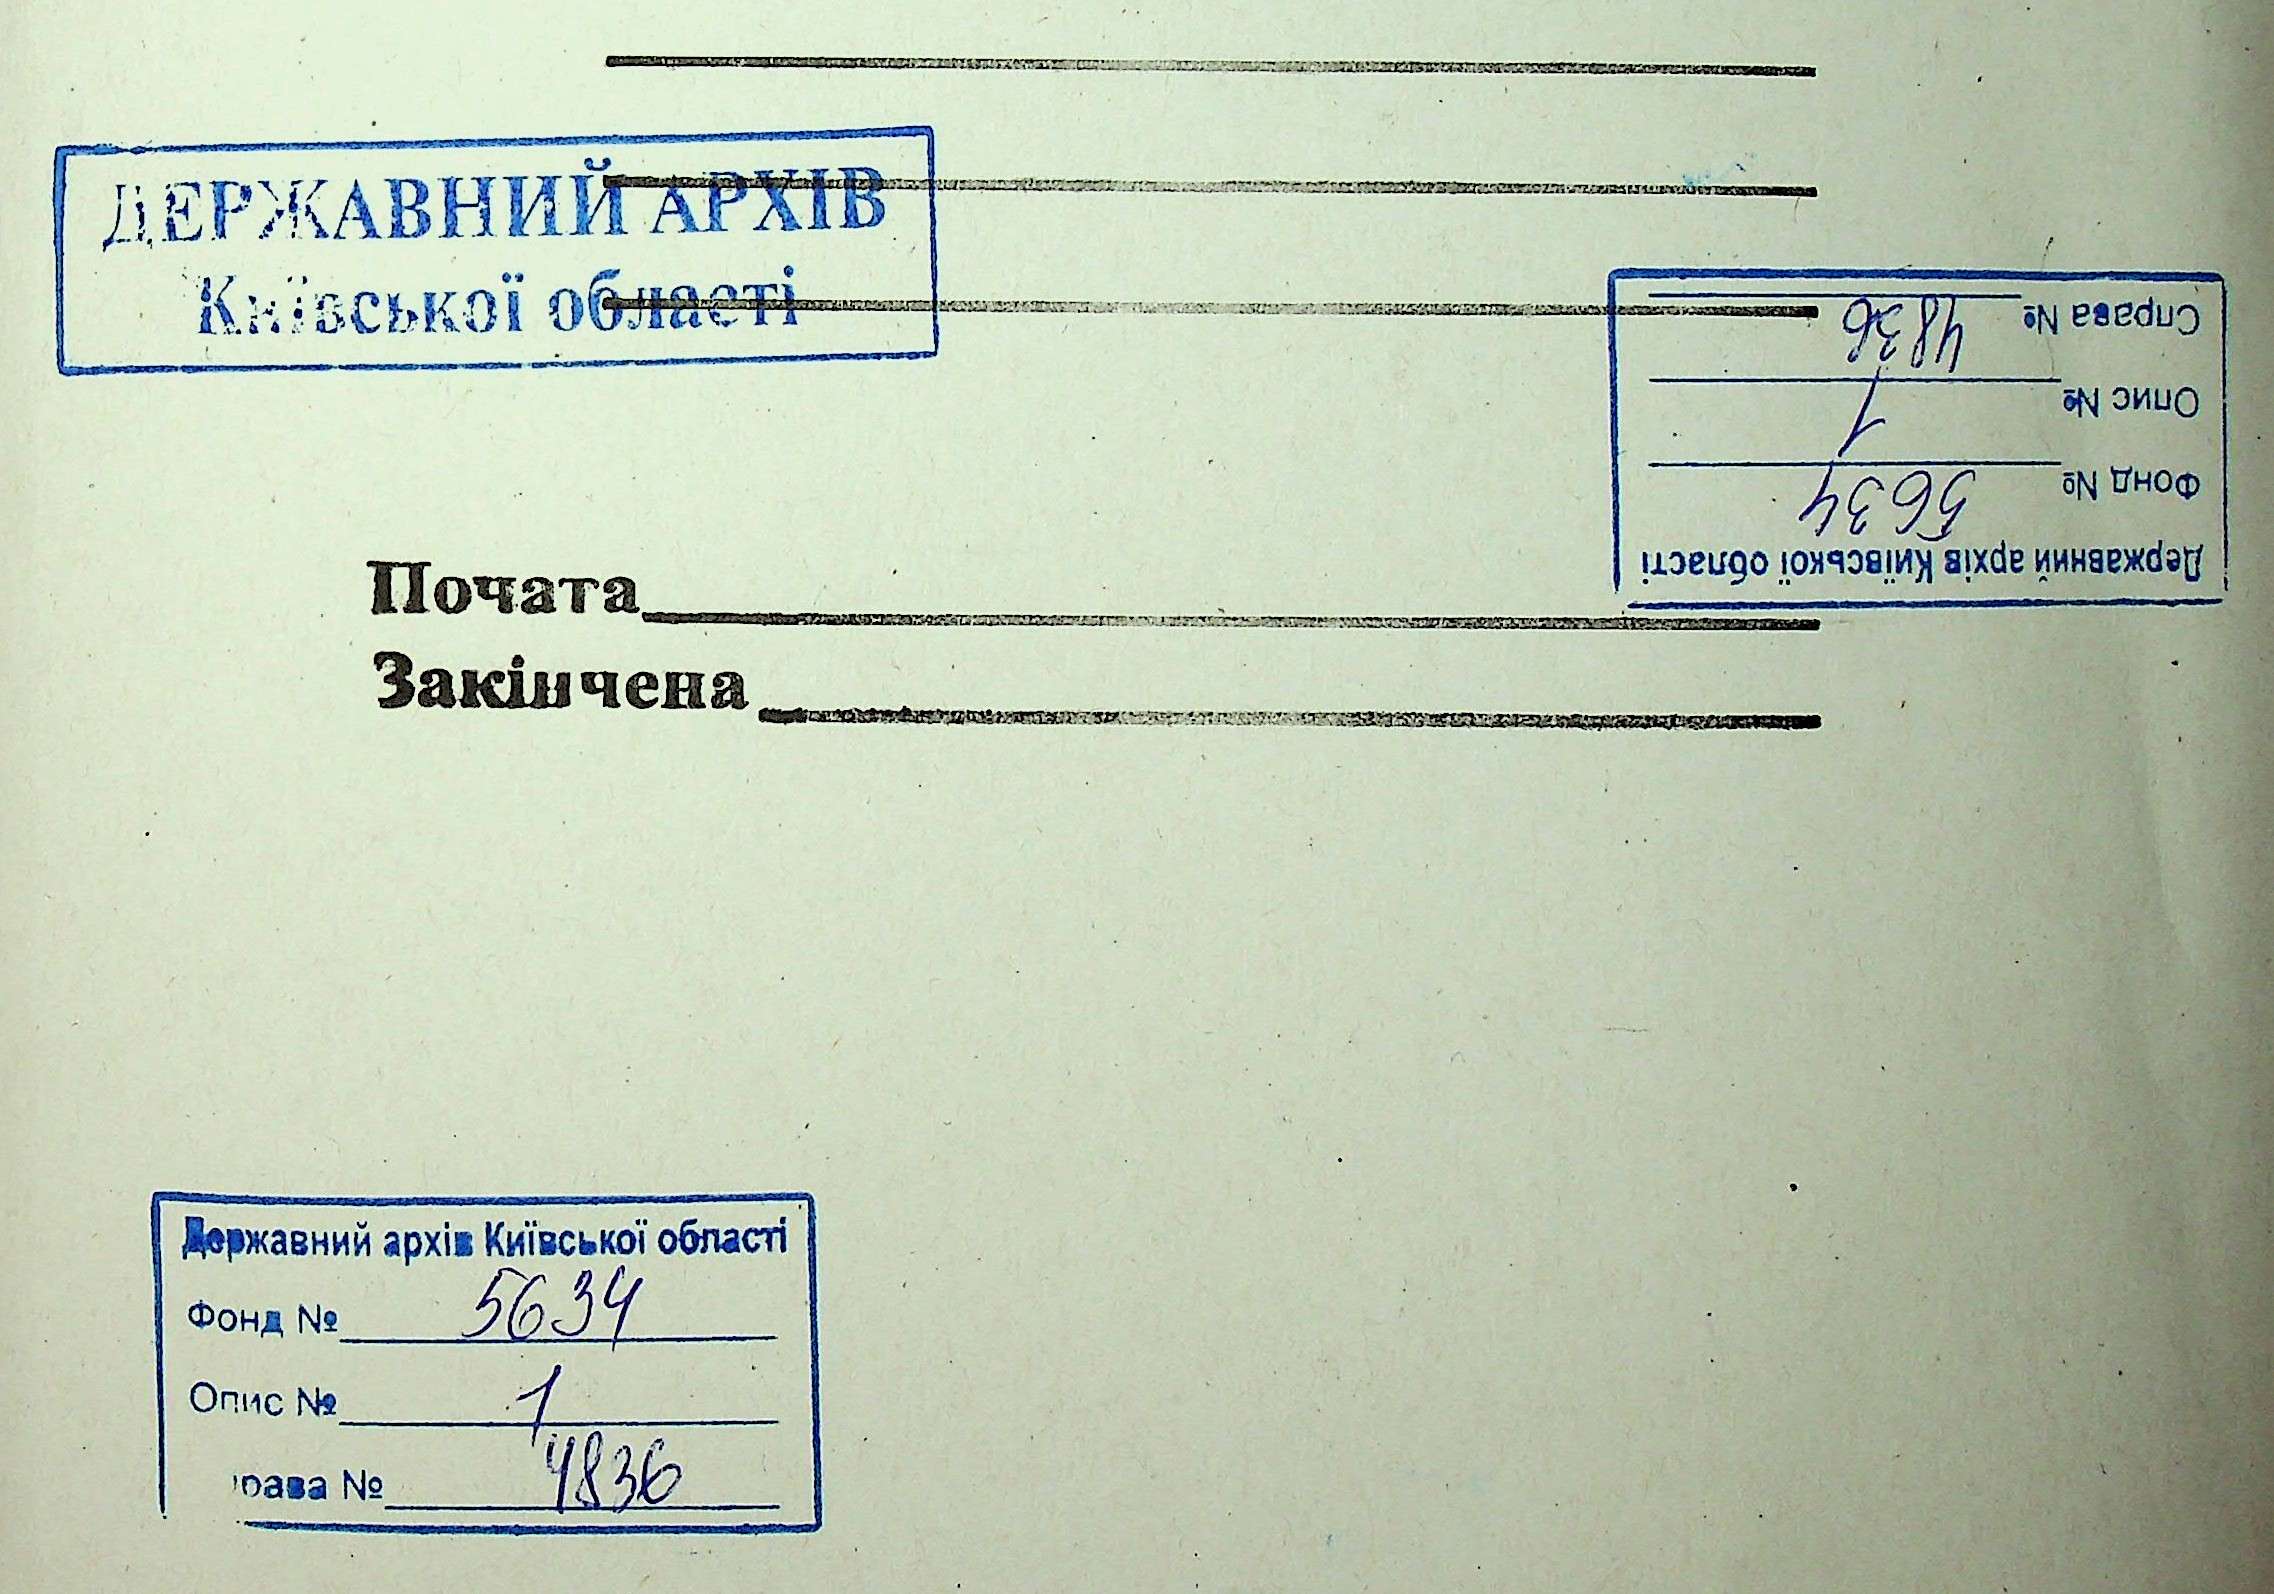 ДЕРЖАВНИЙ АРХІВ
Київської області
Справа № 4836
Опис № 1
Фонд № 5634
Державний архів Київської області
Почата
Закінчена
Державний архів Київської області
Фонд № 5634
Опис № 1
рава № 4836